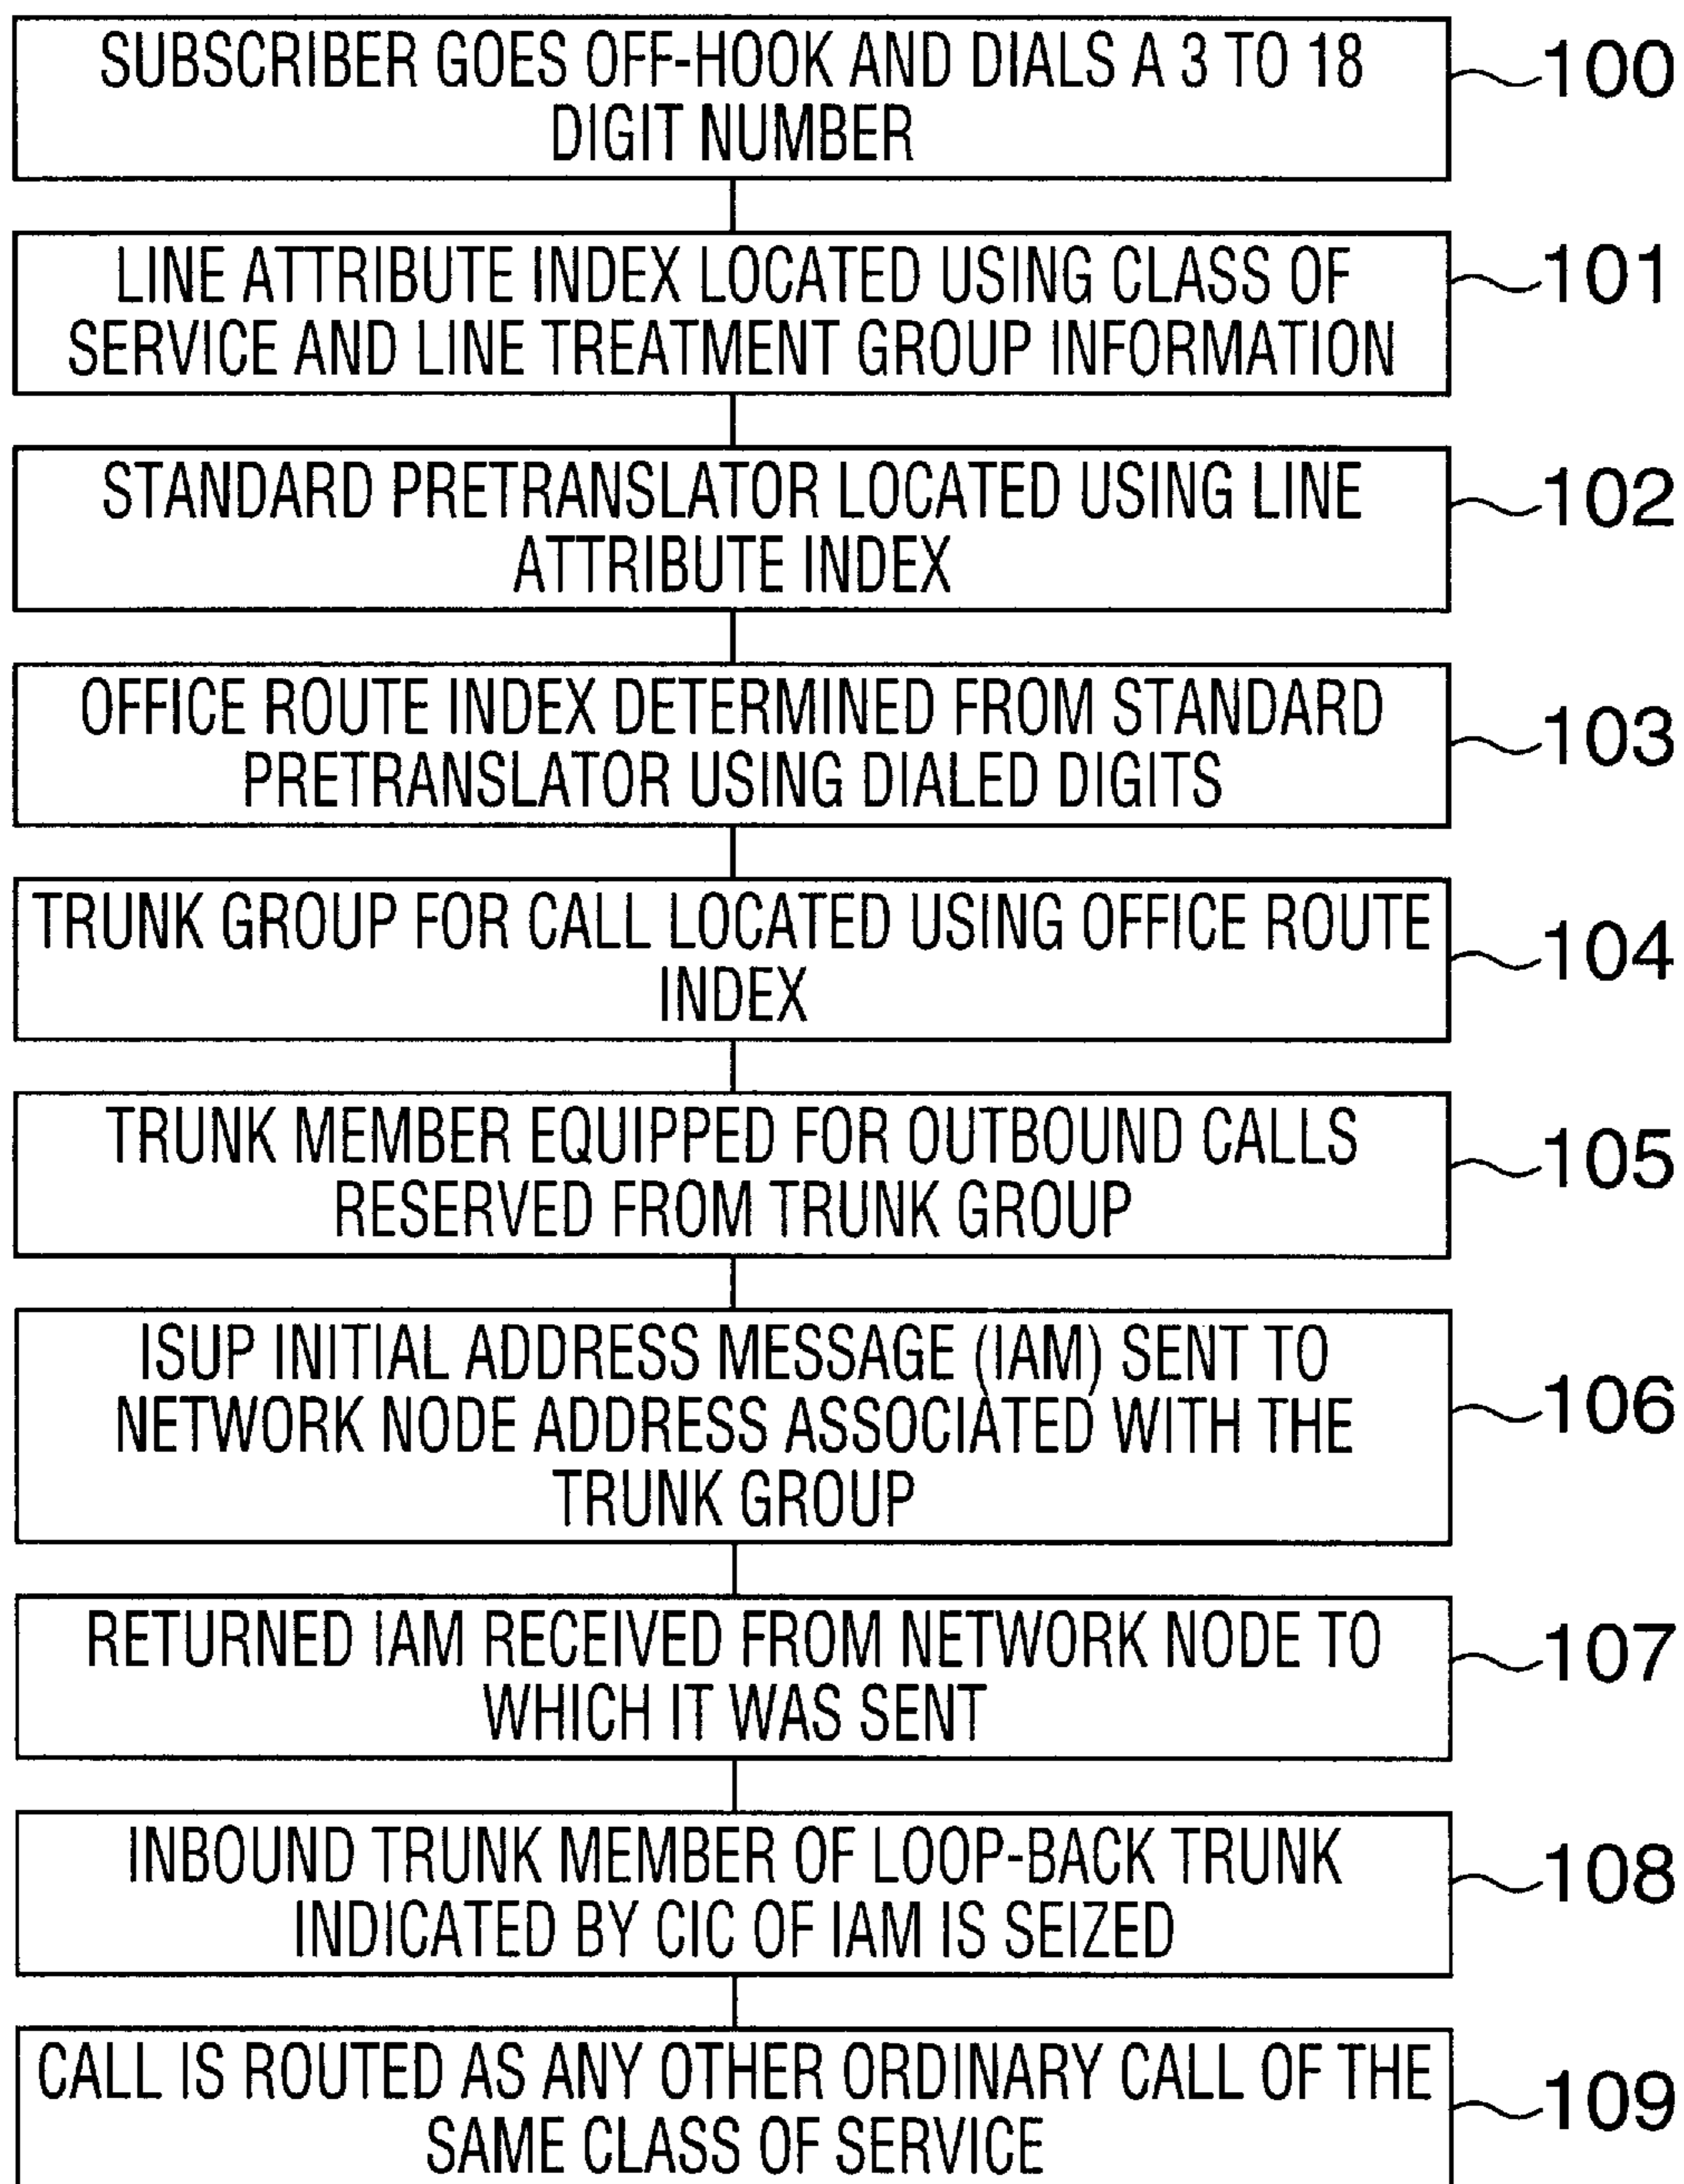 SUBSCRIBER GOES OFF-HOOK AND DIALS A 3 TO 18
DIGIT NUMBER
100
LINE ATTRIBUTE INDEX LOCATED USING CLASS OF
SERVICE AND LINE TREATMENT GROUP INFORMATION
101
STANDARD PRETRANSLATOR LOCATED USING LINE
ATTRIBUTE INDEX
102
OFFICE ROUTE INDEX DETERMINED FROM STANDARD
PRETRANSLATOR USING DIALED DIGITS
103
TRUNK GROUP FOR CALL LOCATED USING OFFICE ROUTE
INDEX
104
TRUNK MEMBER EQUIPPED FOR OUTBOUND CALLS
RESERVED FROM TRUNK GROUP
105
ISUP INITIAL ADDRESS MESSAGE (IAM) SENT TO
NETWORK NODE ADDRESS ASSOCIATED WITH THE
TRUNK GROUP
106
RETURNED IAM RECEIVED FROM NETWORK NODE TO
WHICH IT WAS SENT
107
INBOUND TRUNK MEMBER OF LOOP-BACK TRUNK
INDICATED BY CIC OF IAM IS SEIZED
108
CALL IS ROUTED AS ANY OTHER ORDINARY CALL OF THE
SAME CLASS OF SERVICE
109